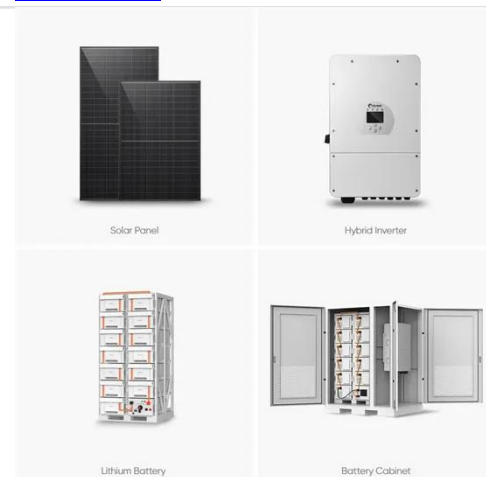 Solar Panel
Hybrid Inverter
Lithium Battery
Battery Cabinet